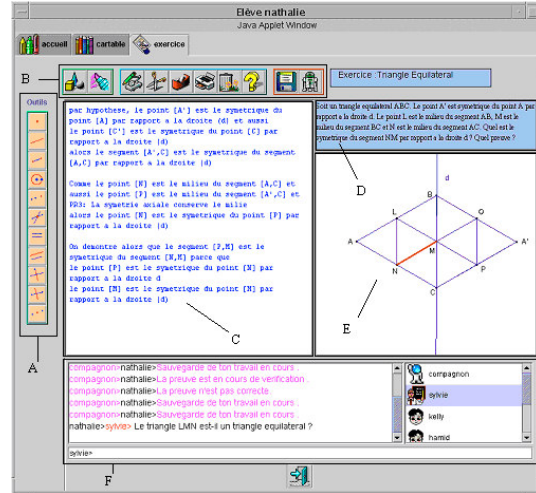 Elève nathalie
Java Applet Window
accueil
cartable
exercice
B
Exercice :Triangle Equilateral
Outils
par hypothese, le point [A'] est le symetrique du
point [A] par rapport a la droite (d) et aussi
le point [C'] est le symetrique du point [C] par
rapport a la droite (d)
Alors le segment [A',C] est le symetrique du segment
[A,C] par rapport a la droite (d)
Comme le point [N] est le milieu du segment [A,C] et
aussi le point [P] est le milieu du segment [A',C] et
PR3: La symetrie axiale conserve le milie
alors le point [N] est le symetrique du point [P] par
rapport a la droite (d)
On demontre alors que le segment [P,M] est le
symetrique du segment [N,M] parce que
le point [P] est le symetrique du point [N] par
rapport a la droite d
le point [M] est le symetrique du point [M] par
rapport a la droite (d)
Soit un triangle equilateral ABC. Le point A' est symetrique du point A par
rapport a la droite d. Le point L est le milieu du segment AB, M est le
milieu du segment BC et N est le milieu du segment AC. Quel est le
symetrique du segment NM par rapport a la droite d ? Quel preuve ?
D
d
B
L
O
A
M
A'
N
P
C
E
A
C
compagnon>nathalie>Sauvegarde de ton travail en cours .
compagnon>nathalie>La preuve est en cours de verification .
compagnon>nathalie>La preuve n'est pas correcte.
compagnon>nathalie>Sauvegarde de ton travail en cours .
compagnon>nathalie>Sauvegarde de ton travail en cours .
nathalie>sylvie> Le triangle LMN est-il un triangle equilateral ?
compagnon
sylvie
kelly
hamid
sylvie>
F